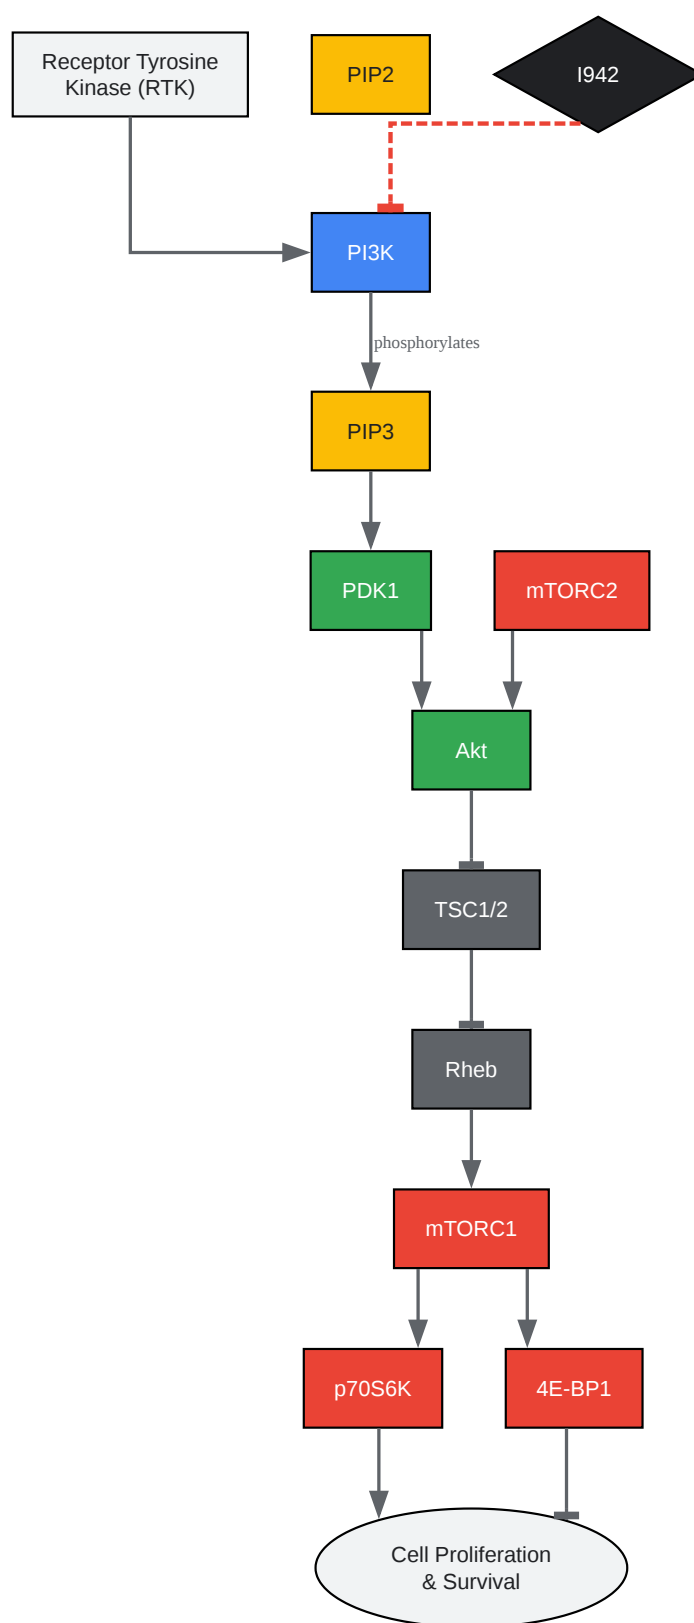 Receptor Tyrosine
Kinase (RTK)
PIP2
I942
PI3K
phosphorylates
PIP3
PDK1
mTORC2
Akt
TSC1/2
Rheb
mTORC1
p70S6K
4E-BP1
Cell Proliferation
& Survival